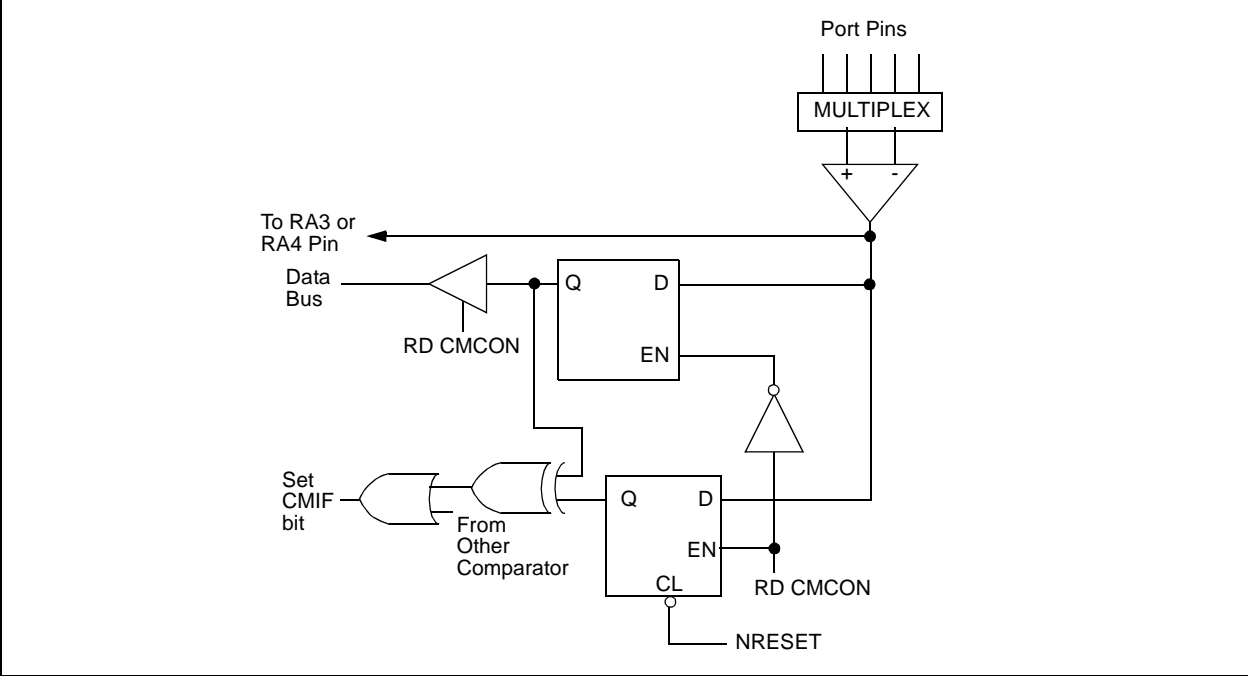 Port Pins
MULTIPLEX
+ -
To RA3 or
RA4 Pin
Data
Bus
Q D
RD CMCON
EN
Set
CMIF
bit
Q D
From
Other
Comparator
EN
CL
RD CMCON
NRESET